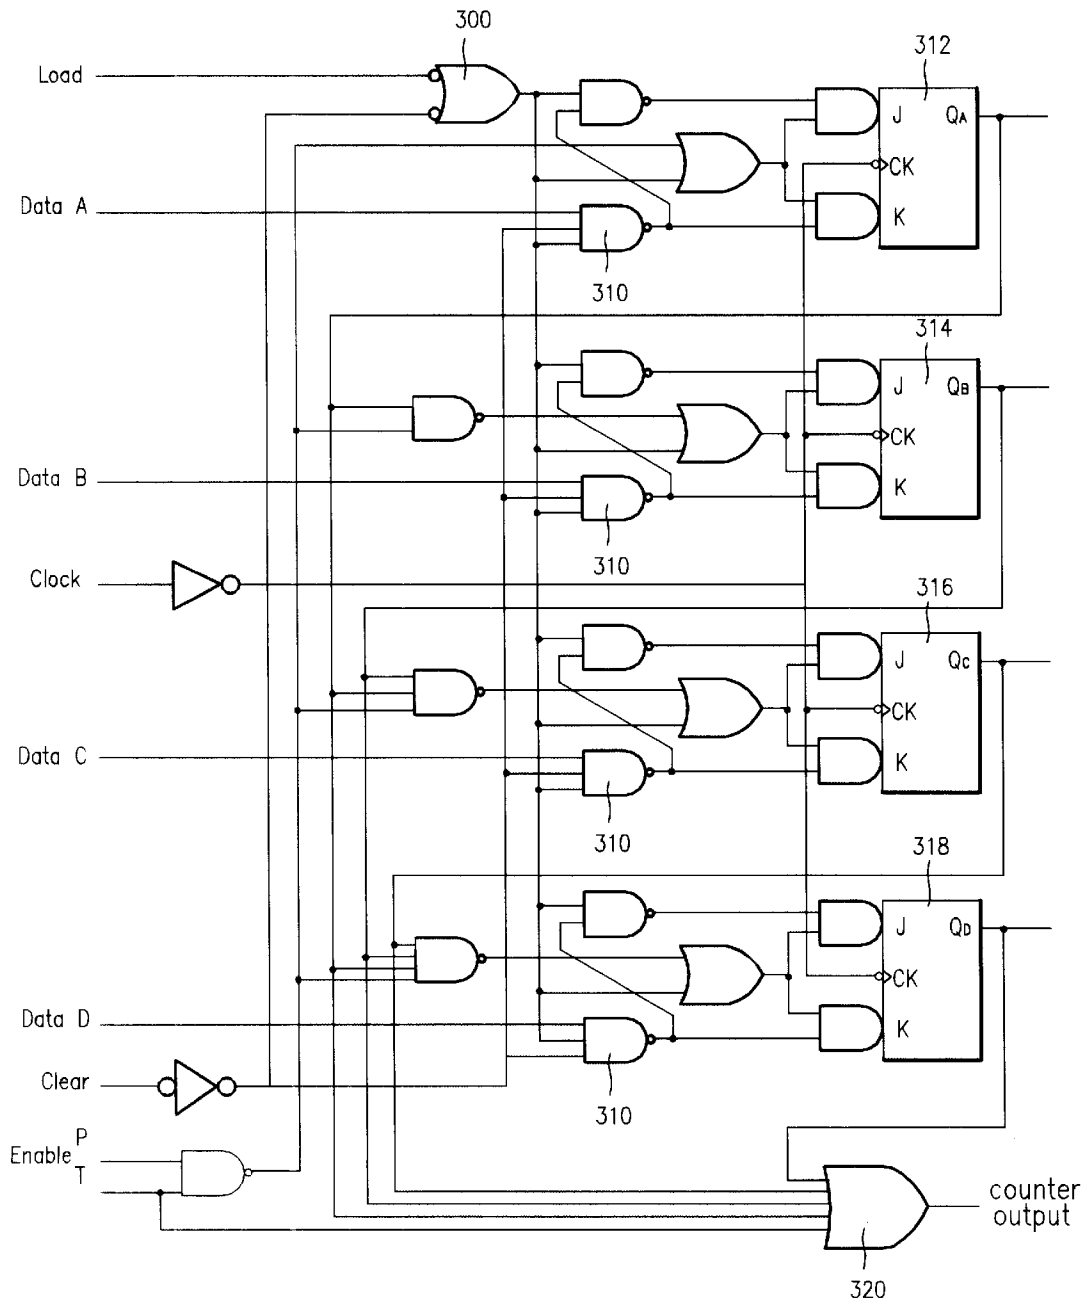 300
Load
312
J QA
CK
K
Data A
310
314
J QB
CK
K
Data B
310
Clock
316
J QC
CK
K
Data C
310
318
J QD
CK
K
Data D
Clear
310
Enable P
T
counter
output
320